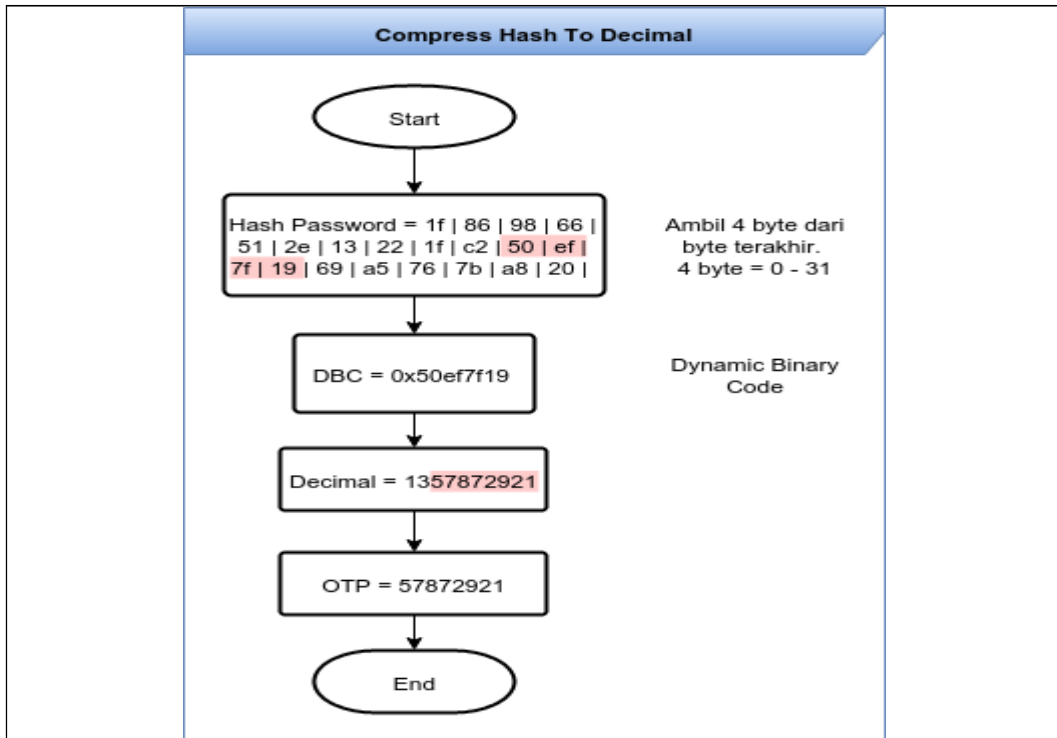 Compress Hash To Decimal
Start
Hash Password = 1f | 86 | 98 | 66 |
51 | 2e | 13 | 22 | 1f | c2 | 50 | ef |
7f | 19 | 69 | a5 | 76 | 7b | a8 | 20 |
Ambil 4 byte dari
byte terakhir.
4 byte = 0 - 31
DBC = 0x50ef7f19
Dynamic Binary
Code
Decimal = 1357872921
OTP = 57872921
End